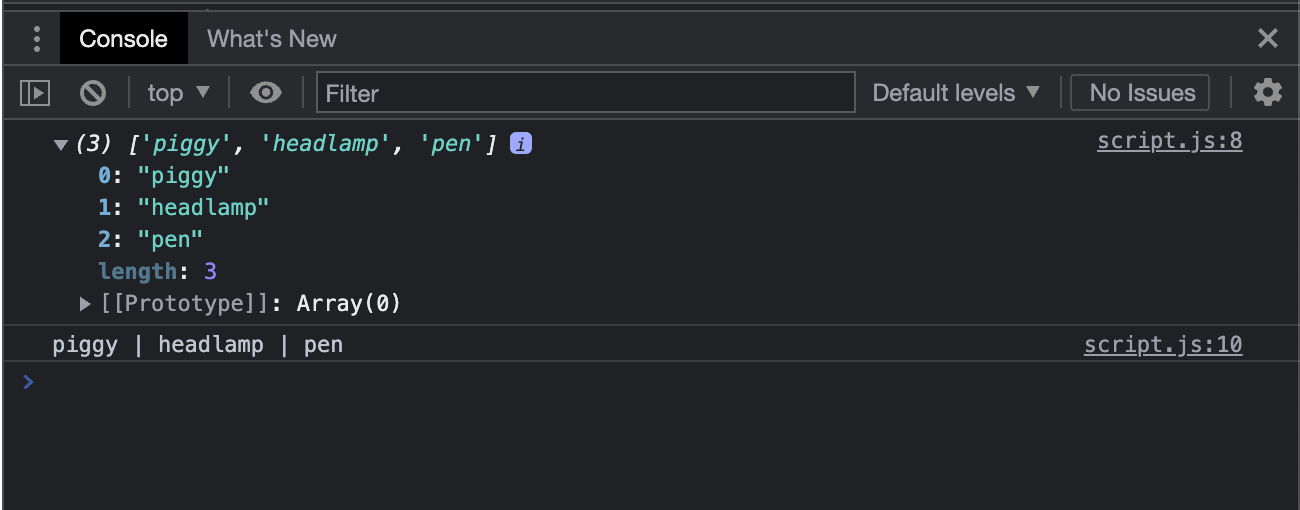 Console What's New
top Filter Default levels No Issues
(3) ['piggy', 'headlamp', 'pen'] i script.js:8
0: "piggy"
1: "headlamp"
2: "pen"
length: 3
[[Prototype]]: Array(0)
piggy | headlamp | pen script.js:10